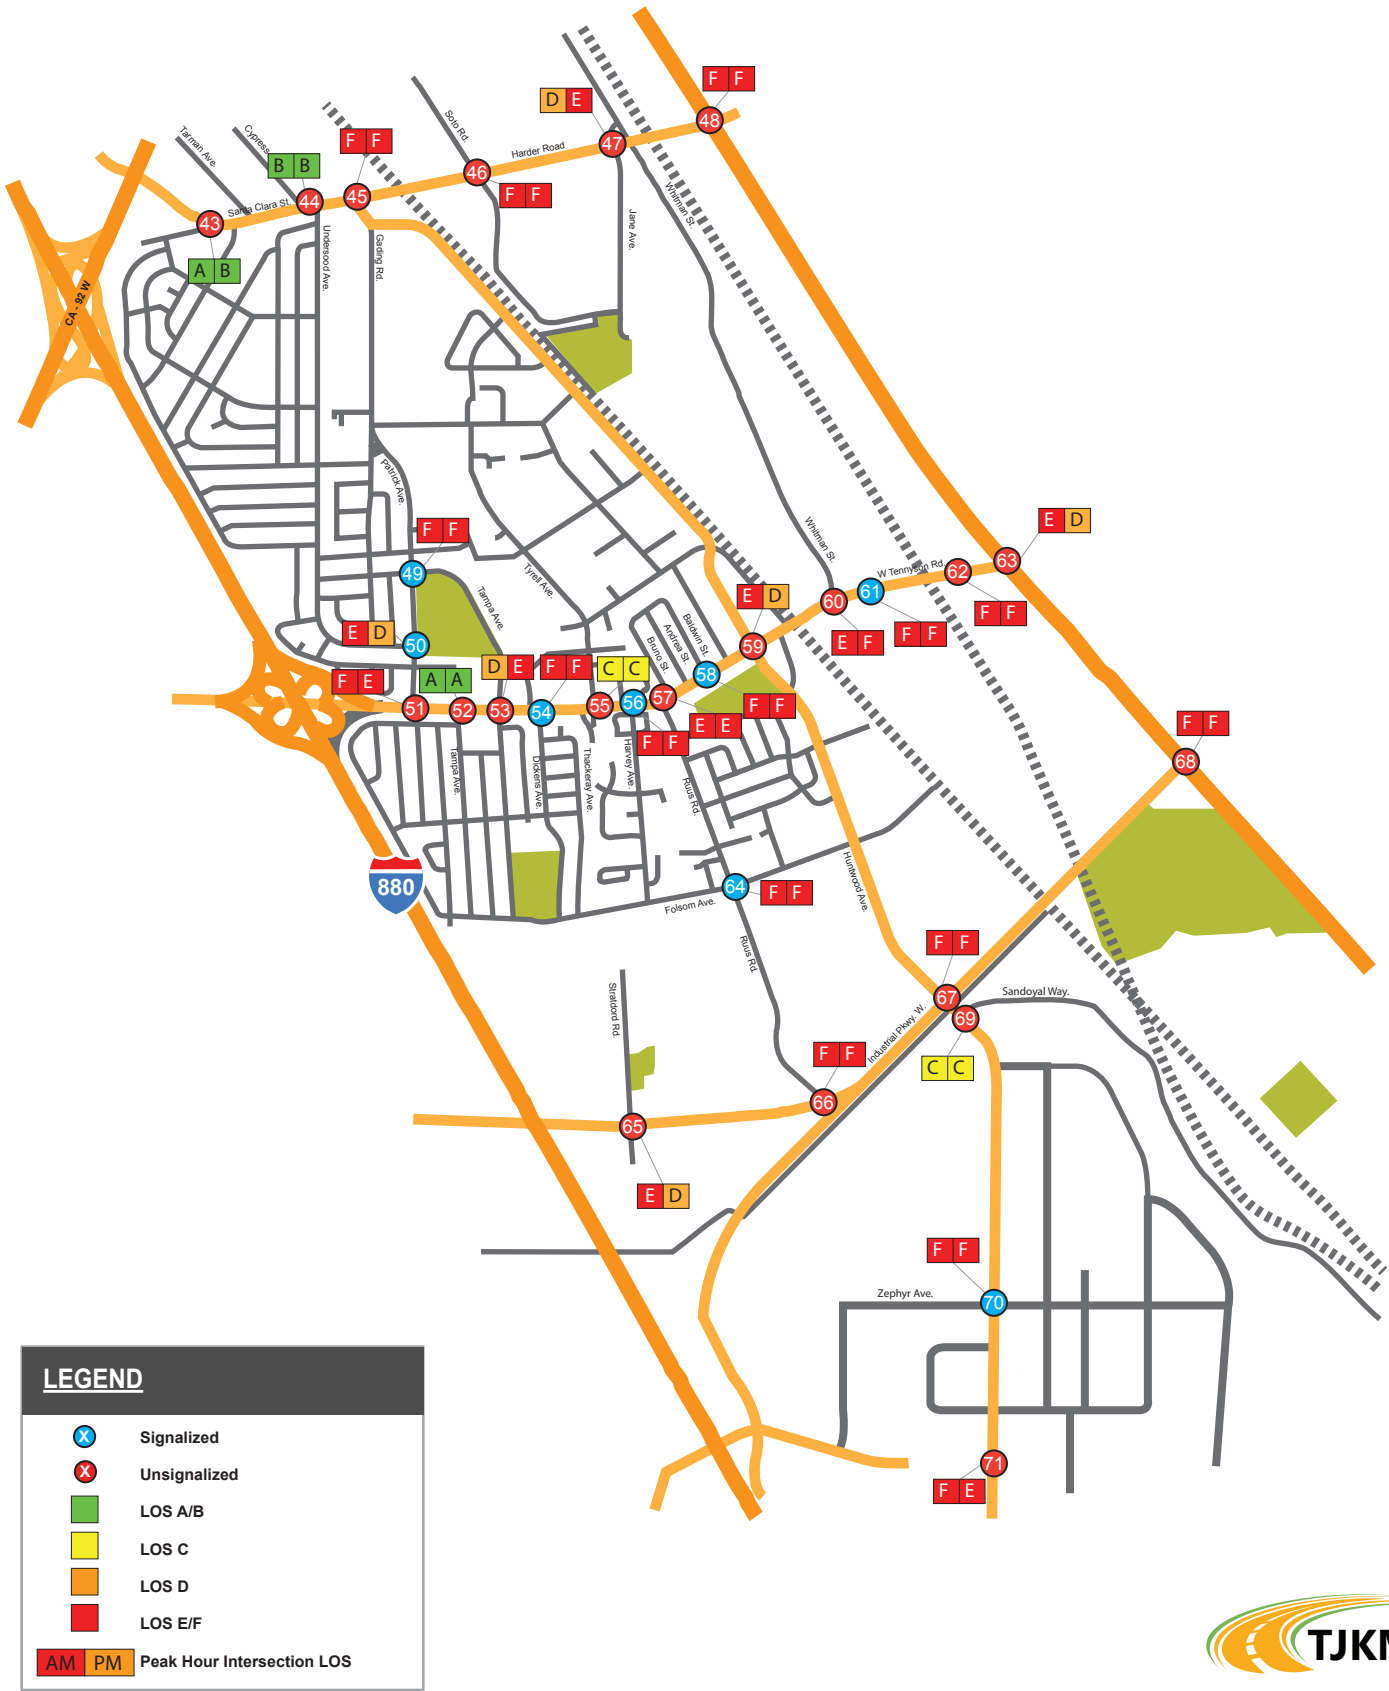 F F
D E
48
Soto Rd.
Tarman Ave.
Cypress
F F
47
Harder Road
B B
46
F F
Whitman St.
45
44
Santa Clara St.
43
Jane Ave.
Undersood Ave.
Gading Rd.
A B
CA - 92 W
Patrick Ave.
F F
E D
Whitman St.
49
Tyrell Ave.
W Tennyson Rd.
62
63
61
60
E D
Tampa Ave.
F F
F F
E F
E D
50
Baldwin St.
Andrea St.
Bruno St.
59
D E
F F
C C
58
F E
A A
51
52
53
54
55
56
57
F F
E E
F F
F F
68
Tampa Ave.
Dickens Ave.
Thackeray Ave.
Harvey Ave.
Ruus Rd.
880
Huntwood Ave.
64
F F
Folsom Ave.
Ruus Rd.
F F
Stratdord Rd.
67
Sandoyal Way.
69
Industrial Pkwy. W.
F F
C C
66
65
E D
F F
Zephyr Ave.
70
71
F E
LEGEND
X Signalized
X Unsignalized
LOS A/B
LOS C
LOS D
LOS E/F
AM PM Peak Hour Intersection LOS
TJKM